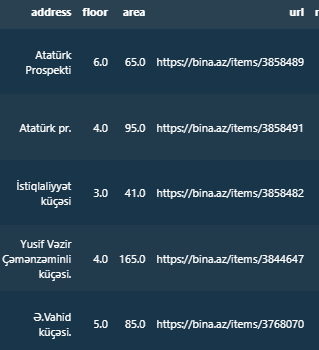 address floor area url
Atatürk
Prospekti 6.0 65.0 https://bina.az/items/3858489
Atatürk pr. 4.0 95.0 https://bina.az/items/3858491
İstiqlaliyyət
küçəsi 3.0 41.0 https://bina.az/items/3858482
Yusif Vəzir
Çəmənzəminli
küçəsi. 4.0 165.0 https://bina.az/items/3844647
Ə.Vahid
küçəsi. 5.0 85.0 https://bina.az/items/3768070